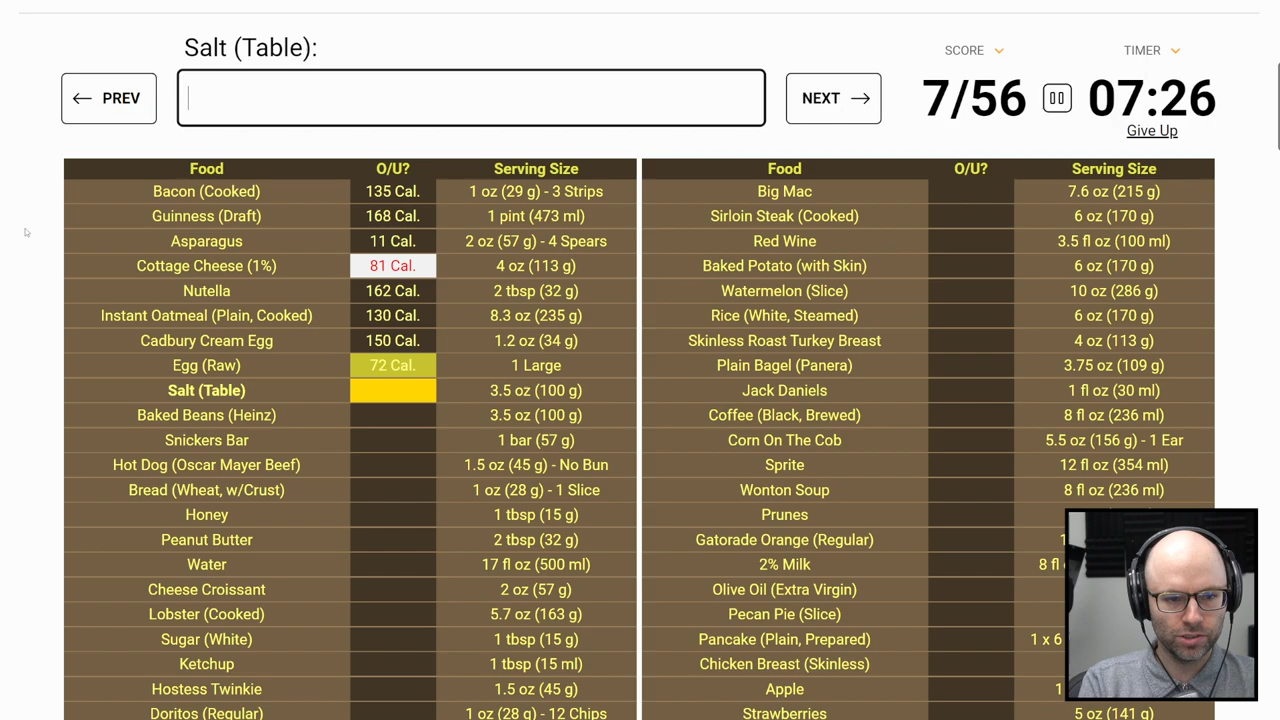 Salt (Table):
SCORE
TIMER
← PREV
NEXT →
7/56
07:26
Give Up
Food O/U? Serving Size
Bacon (Cooked) 135 Cal. 1 oz (29 g) - 3 Strips
Guinness (Draft) 168 Cal. 1 pint (473 ml)
Asparagus 11 Cal. 2 oz (57 g) - 4 Spears
Cottage Cheese (1%) 81 Cal. 4 oz (113 g)
Nutella 162 Cal. 2 tbsp (32 g)
Instant Oatmeal (Plain, Cooked) 130 Cal. 8.3 oz (235 g)
Cadbury Cream Egg 150 Cal. 1.2 oz (34 g)
Egg (Raw) 72 Cal. 1 Large
Salt (Table) 3.5 oz (100 g)
Baked Beans (Heinz) 3.5 oz (100 g)
Snickers Bar 1 bar (57 g)
Hot Dog (Oscar Mayer Beef) 1.5 oz (45 g) - No Bun
Bread (Wheat, w/Crust) 1 oz (28 g) - 1 Slice
Honey 1 tbsp (15 g)
Peanut Butter 2 tbsp (32 g)
Water 17 fl oz (500 ml)
Cheese Croissant 2 oz (57 g)
Lobster (Cooked) 5.7 oz (163 g)
Sugar (White) 1 tbsp (15 g)
Ketchup 1 tbsp (15 ml)
Hostess Twinkie 1.5 oz (45 g)
Doritos (Regular) 1 oz (28 g) - 12 Chips
Food O/U? Serving Size
Big Mac 7.6 oz (215 g)
Sirloin Steak (Cooked) 6 oz (170 g)
Red Wine 3.5 fl oz (100 ml)
Baked Potato (with Skin) 6 oz (170 g)
Watermelon (Slice) 10 oz (286 g)
Rice (White, Steamed) 6 oz (170 g)
Skinless Roast Turkey Breast 4 oz (113 g)
Plain Bagel (Panera) 3.75 oz (109 g)
Jack Daniels 1 fl oz (30 ml)
Coffee (Black, Brewed) 8 fl oz (236 ml)
Corn On The Cob 5.5 oz (156 g) - 1 Ear
Sprite 12 fl oz (354 ml)
Wonton Soup 8 fl oz (236 ml)
Prunes
Gatorade Orange (Regular) 1
2% Milk 8 fl
Olive Oil (Extra Virgin)
Pecan Pie (Slice)
Pancake (Plain, Prepared) 1 x 6
Chicken Breast (Skinless)
Apple 1
Strawberries 5 oz (141 g)